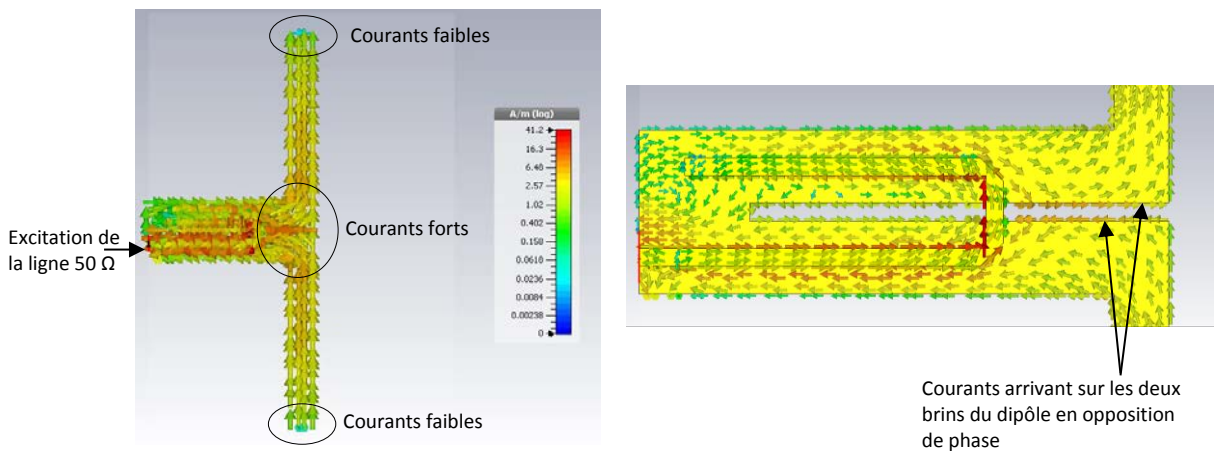 Courants faibles
A/m (log)
41.2
16.3
6.40
2.57
1.02
0.402
0.158
0.0610
0.0236
0.0084
0.00238
0
Courants forts
Excitation de
la ligne 50 Ω
Courants faibles
Courants arrivant sur les deux
brins du dipôle en opposition
de phase